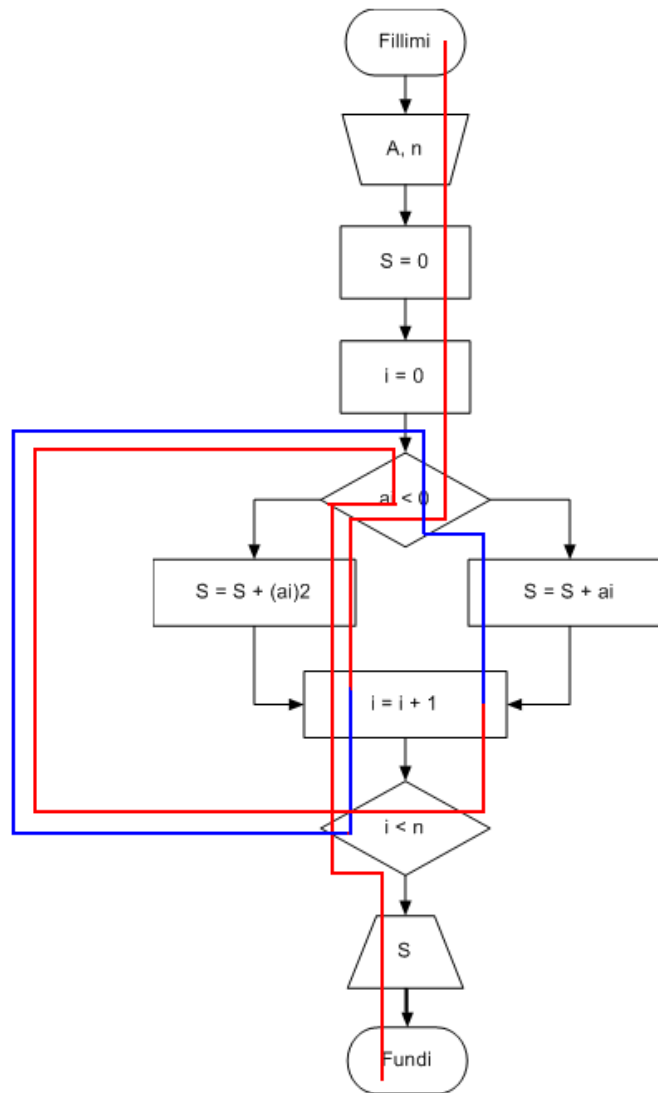 Fillimi
A, n
S = 0
i = 0
ai < 0
S = S + (ai)2
S = S + ai
i = i + 1
i < n
S
Fundi